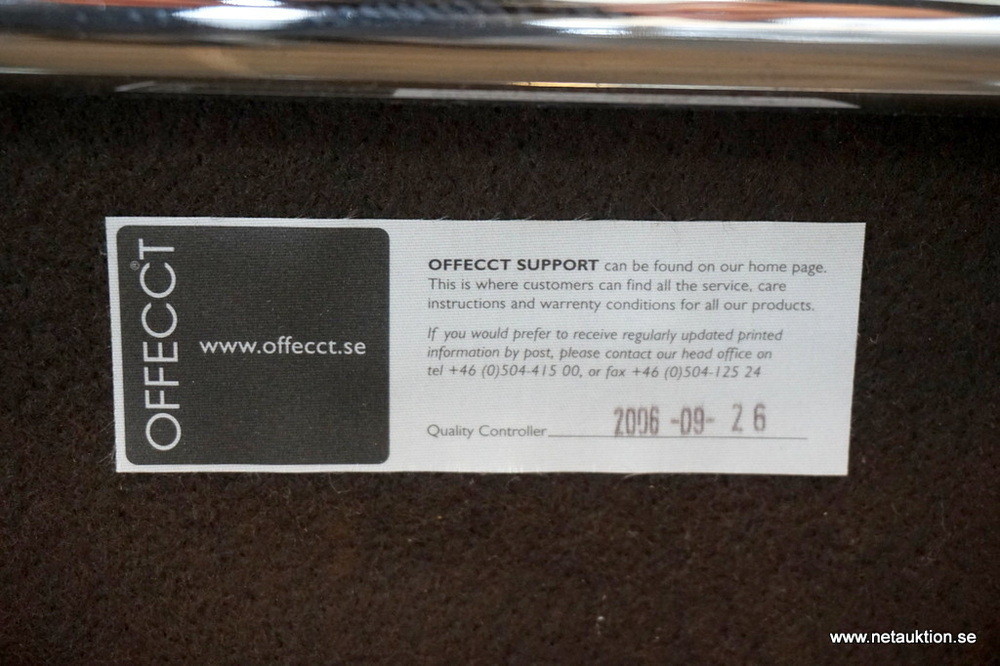 OFFECCT®
www.offecct.se
OFFECCT SUPPORT can be found on our home page.
This is where customers can find all the service, care
instructions and warrenty conditions for all our products.
If you would prefer to receive regularly updated printed
information by post, please contact our head office on
tel +46 (0)504-415 00, or fax +46 (0)504-125 24
Quality Controller 2006 -09- 26
www.netauktion.se